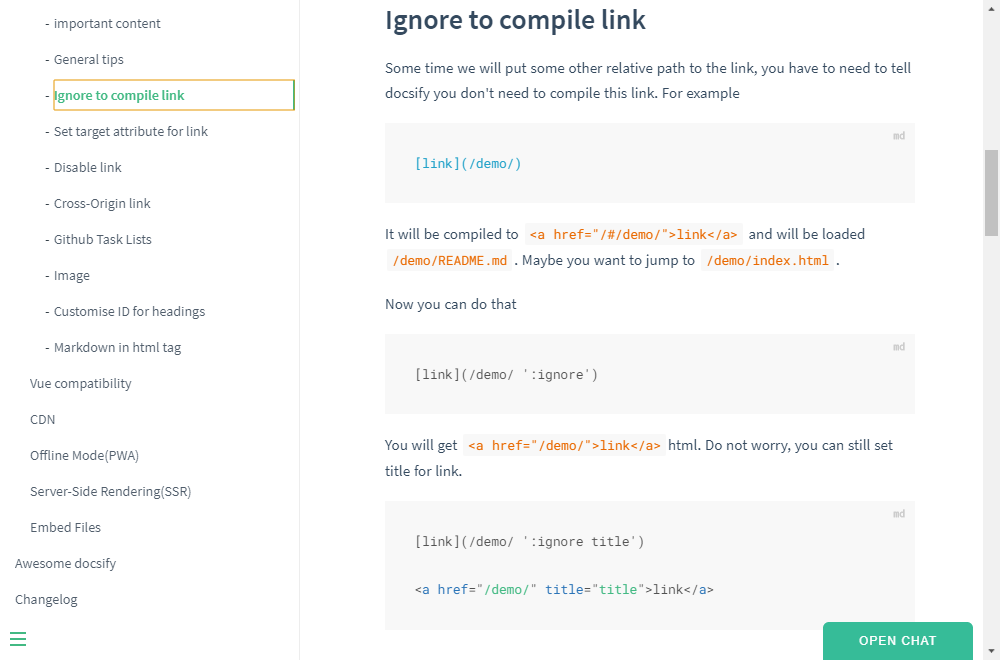 - important content
- General tips
- Ignore to compile link
- Set target attribute for link
- Disable link
- Cross-Origin link
- Github Task Lists
- Image
- Customise ID for headings
- Markdown in html tag
Vue compatibility
CDN
Offline Mode(PWA)
Server-Side Rendering(SSR)
Embed Files
Awesome docsify
Changelog
Ignore to compile link
Some time we will put some other relative path to the link, you have to need to tell
docsify you don't need to compile this link. For example
md
[link](/demo/)
It will be compiled to <a href="/#/demo/">link</a> and will be loaded
/demo/README.md . Maybe you want to jump to /demo/index.html .
Now you can do that
md
[link](/demo/ ':ignore')
You will get <a href="/demo/">link</a> html. Do not worry, you can still set
title for link.
md
[link](/demo/ ':ignore title')
<a href="/demo/" title="title">link</a>
OPEN CHAT